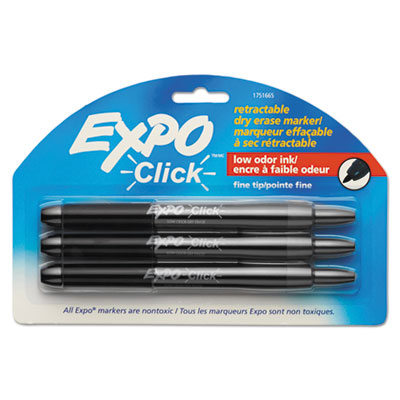 1751665
EXPO
Click
TM/MC
retractable
dry erase marker/
marqueur effaçable
à sec rétractable
low odor ink/
encre à faible odeur
fine tip/pointe fine
EXPO Click
EXPO Click
EXPO Click
All Expo® markers are nontoxic / Tous les marqueurs Expo sont non toxiques.